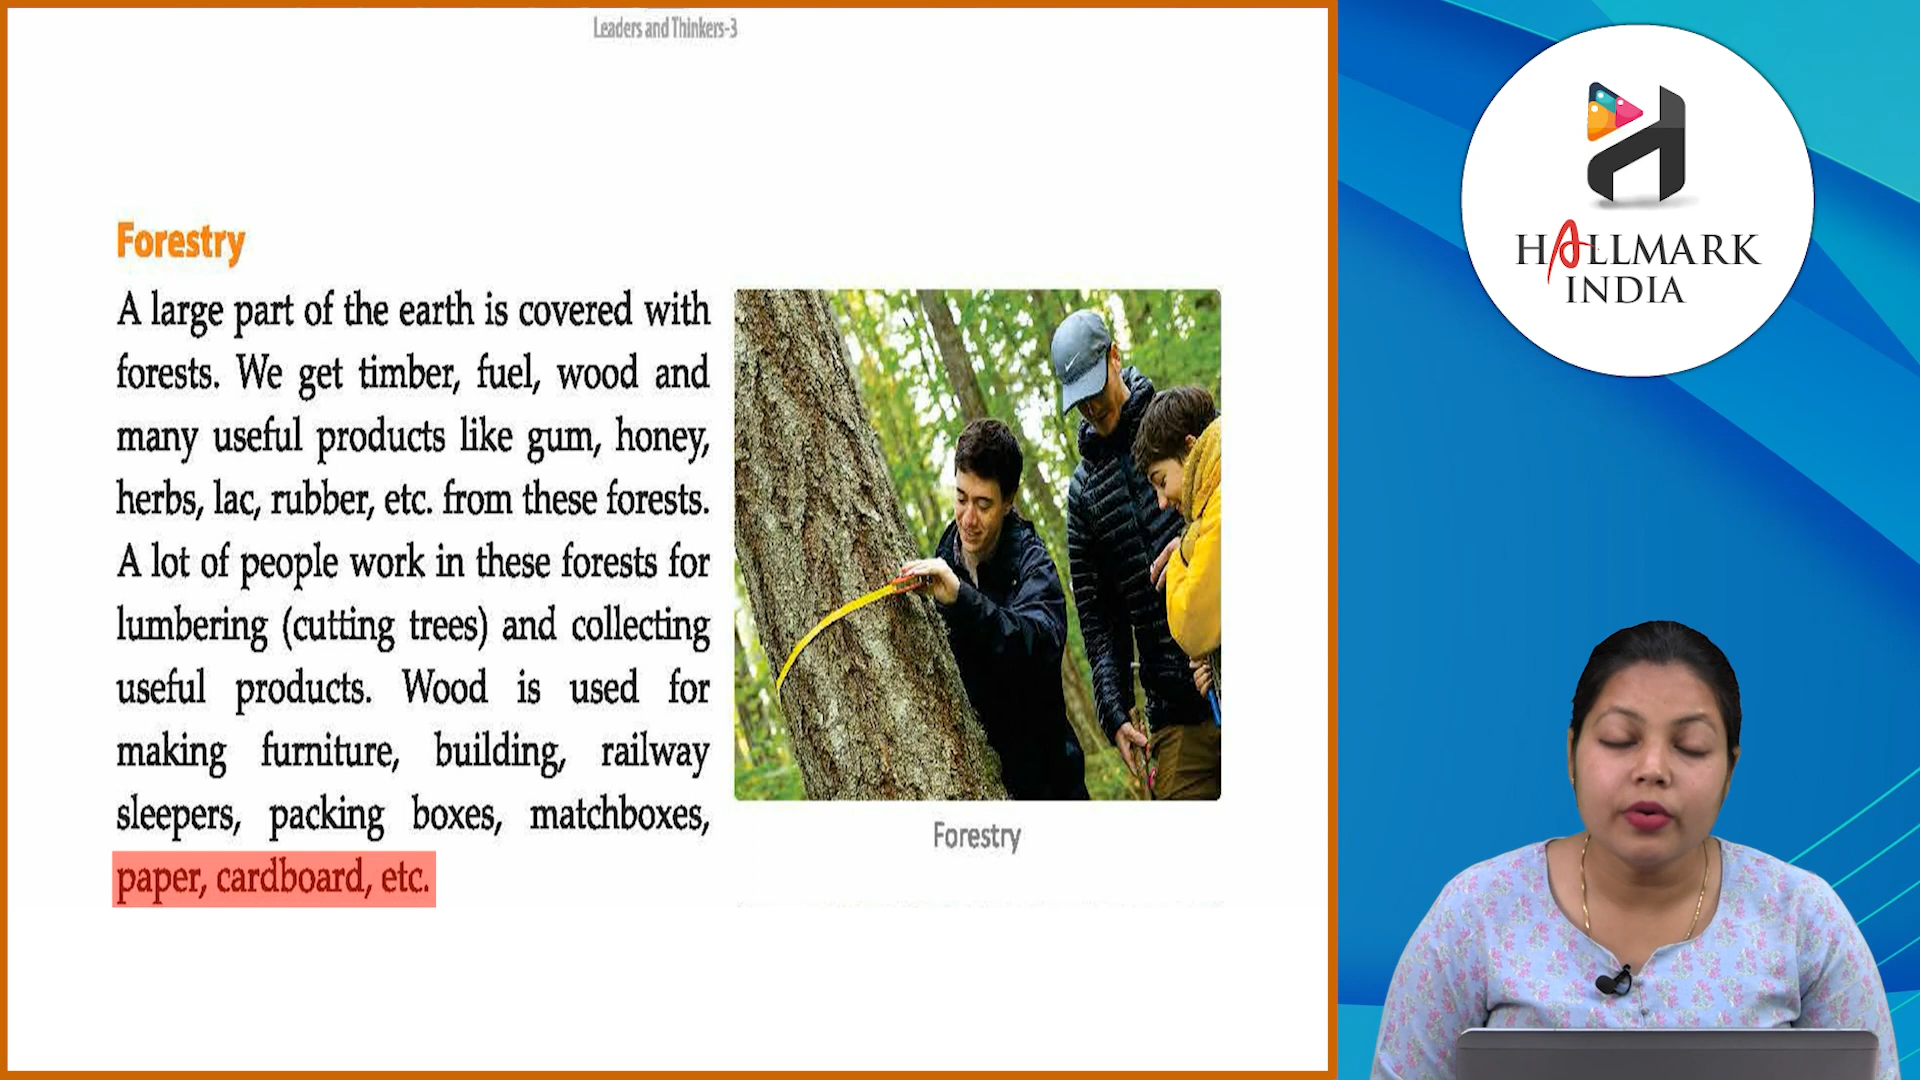 Leaders and Thinkers-3
Forestry
A large part of the earth is covered with
forests. We get timber, fuel, wood and
many useful products like gum, honey,
herbs, lac, rubber, etc. from these forests.
A lot of people work in these forests for
lumbering (cutting trees) and collecting
useful products. Wood is used for
making furniture, building, railway
sleepers, packing boxes, matchboxes,
paper, cardboard, etc.
Forestry
HALLMARK
INDIA